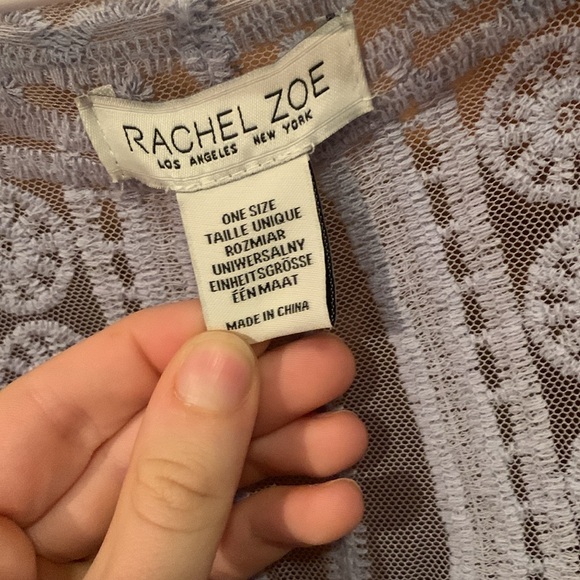 RACHEL ZOE
LOS ANGELES NEW YORK
ONE SIZE
TAILLE UNIQUE
ROZMIAR
UNIWERSALNY
EINHEITSGRÖSSE
ÉÉN MAAT
MADE IN CHINA